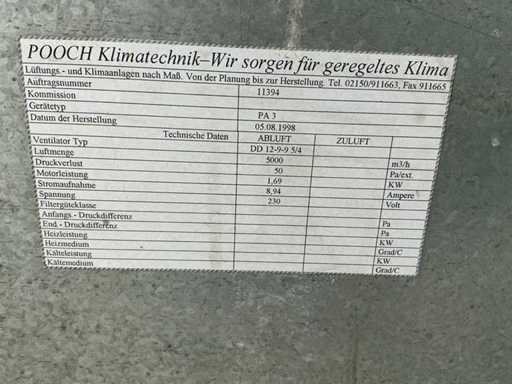 POOCH Klimatechnik–Wir sorgen für geregeltes Klima
Lüftungs - und Klimaanlagen nach Maß. Von der Planung bis zur Herstellung. Tel. 02150/911663, Fax 911665
Auftragsnummer 11394
Kommission
Gerätetyp PA 3
Datum der Herstellung 05.08.1998
Technische Daten ABLUFT ZULUFT
Ventilator Typ DD 12-9-9 5/4
Luftmenge 5000 m3/h
Druckverlust 50 Pa/ext.
Motorleistung 1,69 KW
Stromaufnahme 8,94 Ampere
Spannung 230 Volt
Filtergüteklasse
Anfangs - Druckdifferenz Pa
End - Druckdifferenz Pa
Heizleistung KW
Heizmedium Grad/C
Kälteleistung KW
Kältemedium Grad/C